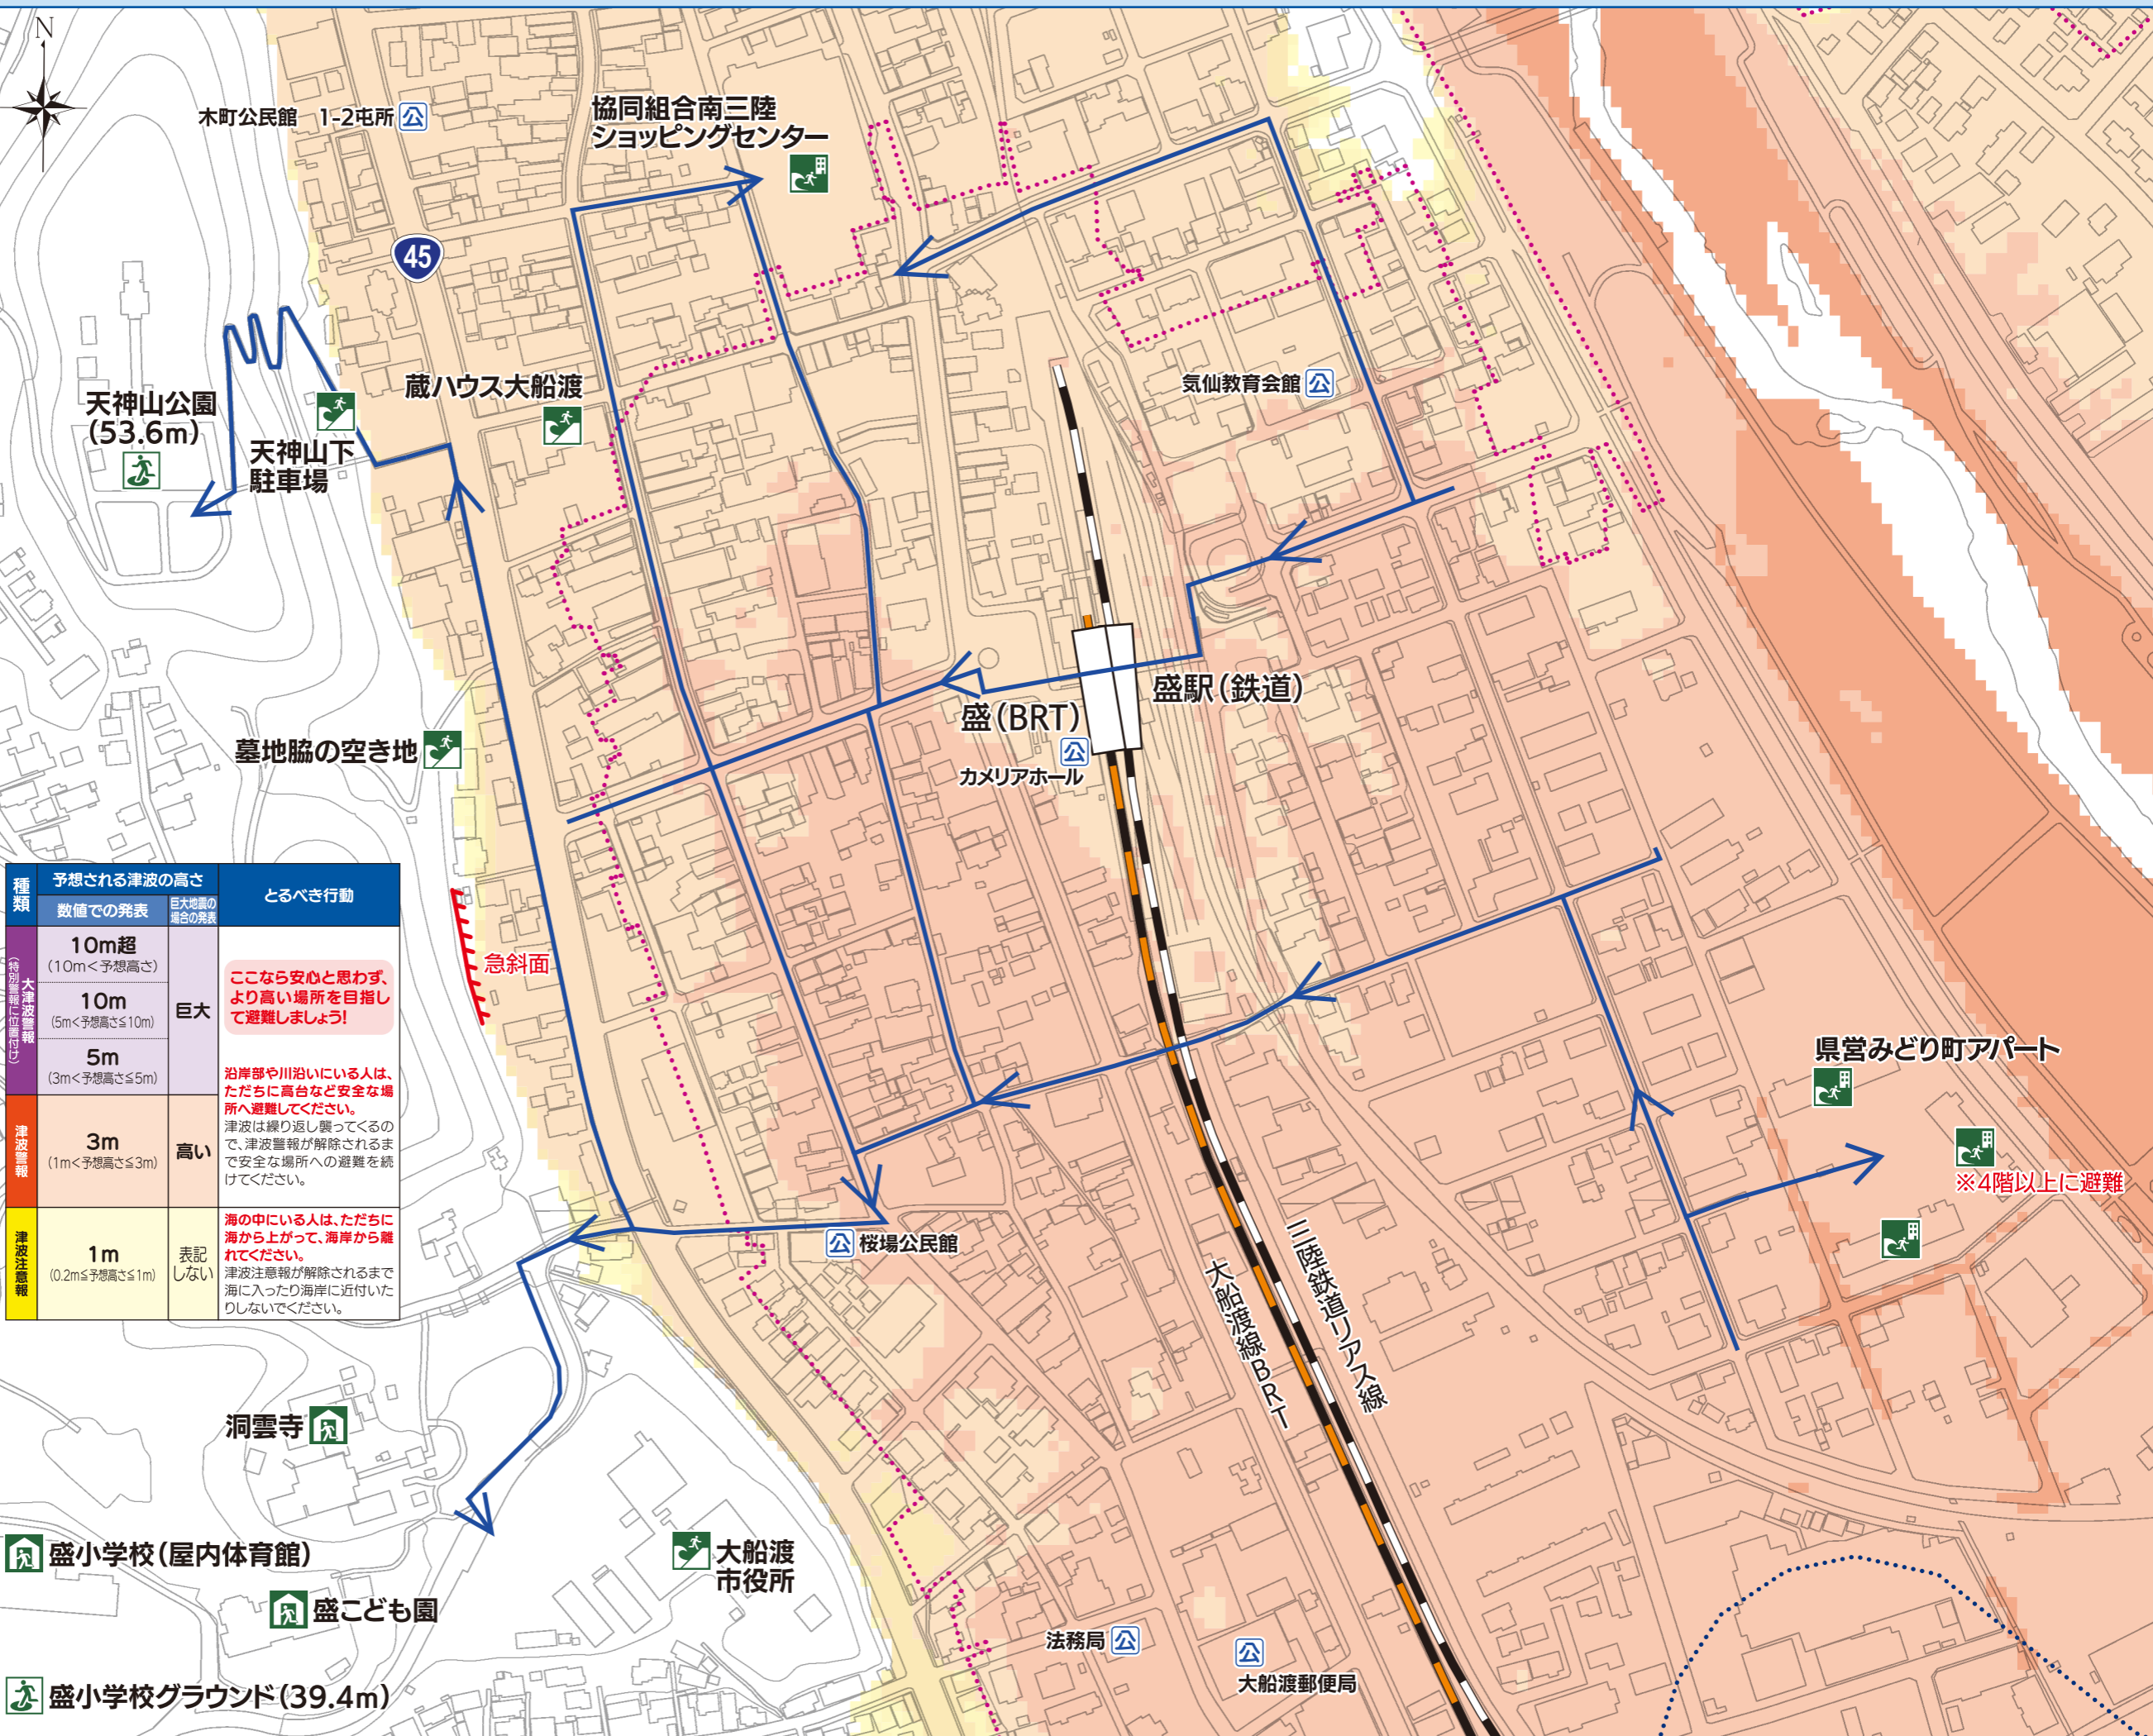 N
木町公民館 1-2屯所 公
協同組合南三陸
ショッピングセンター
45
天神山公園
(53.6m)
天神山下
駐車場
蔵ハウス大船渡
気仙教育会館 公
墓地脇の空き地
盛駅(鉄道)
盛(BRT)
公
カメリアホール
急斜面
県営みどり町アパート
※4階以上に避難
公 桜場公民館
三陸鉄道リアス線
大船渡線BRT
洞雲寺
盛小学校(屋内体育館)
盛こども園
大船渡
市役所
盛小学校グラウンド(39.4m)
法務局 公
公
大船渡郵便局
種類
予想される津波の高さ
とるべき行動
数値での発表
巨大地震の
場合の発表
大津波警報
(特別警報に位置付け)
10m超
(10m<予想高さ)
10m
(5m<予想高さ≦10m)
5m
(3m<予想高さ≦5m)
巨大
ここなら安心と思わず、
より高い場所を目指し
て避難しましょう!
津波警報
3m
(1m<予想高さ≦3m)
高い
沿岸部や川沿いにいる人は、
ただちに高台など安全な場
所へ避難してください。
津波は繰り返し襲ってくるの
で、津波警報が解除されるま
で安全な場所への避難を続
けてください。
津波注意報
1m
(0.2m≦予想高さ≦1m)
表記
しない
海の中にいる人は、ただちに
海から上がって、海岸から離
れてください。
津波注意報が解除されるまで
海に入ったり海岸に近付いた
りしないでください。